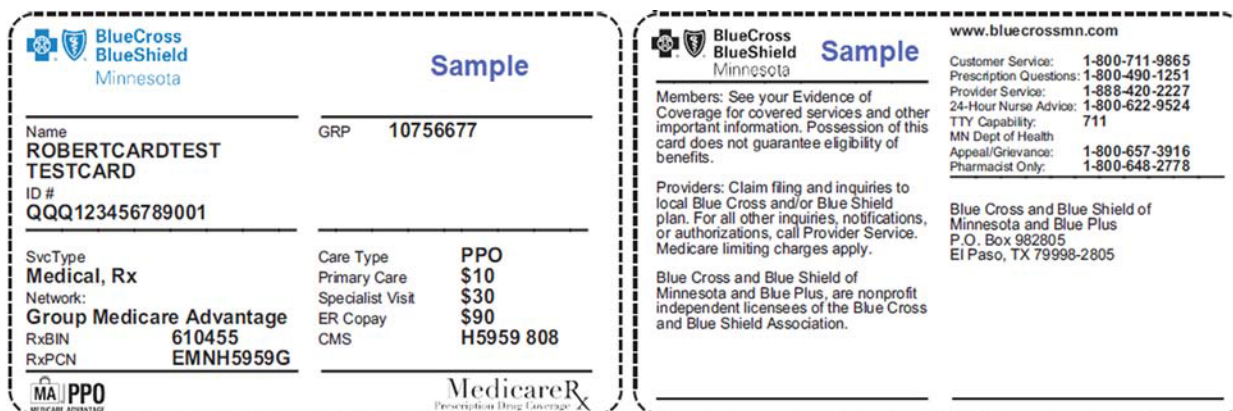 BlueCross
BlueShield
Minnesota
Sample
Name
ROBERTCARDTEST
TESTCARD
ID #
QQQ123456789001
GRP 10756677
SvcType
Medical, Rx
Network:
Group Medicare Advantage
RxBIN 610455
RxPCN EMNH5959G
Care Type PPO
Primary Care $10
Specialist Visit $30
ER Copay $90
CMS H5959 808
MA PPO
MEDICARE ADVANTAGE
MedicareRx
Prescription Drug Coverage
BlueCross
BlueShield
Minnesota
Sample
Members: See your Evidence of
Coverage for covered services and other
important information. Possession of this
card does not guarantee eligibility of
benefits.
Providers: Claim filing and inquiries to
local Blue Cross and/or Blue Shield
plan. For all other inquiries, notifications,
or authorizations, call Provider Service.
Medicare limiting charges apply.
Blue Cross and Blue Shield of
Minnesota and Blue Plus, are nonprofit
independent licensees of the Blue Cross
and Blue Shield Association.
www.bluecrossmn.com
Customer Service: 1-800-711-9865
Prescription Questions: 1-800-490-1251
Provider Service: 1-888-420-2227
24-Hour Nurse Advice: 1-800-622-9524
TTY Capability: 711
MN Dept of Health
Appeal/Grievance: 1-800-657-3916
Pharmacist Only: 1-800-648-2778
Blue Cross and Blue Shield of
Minnesota and Blue Plus
P.O. Box 982805
El Paso, TX 79998-2805